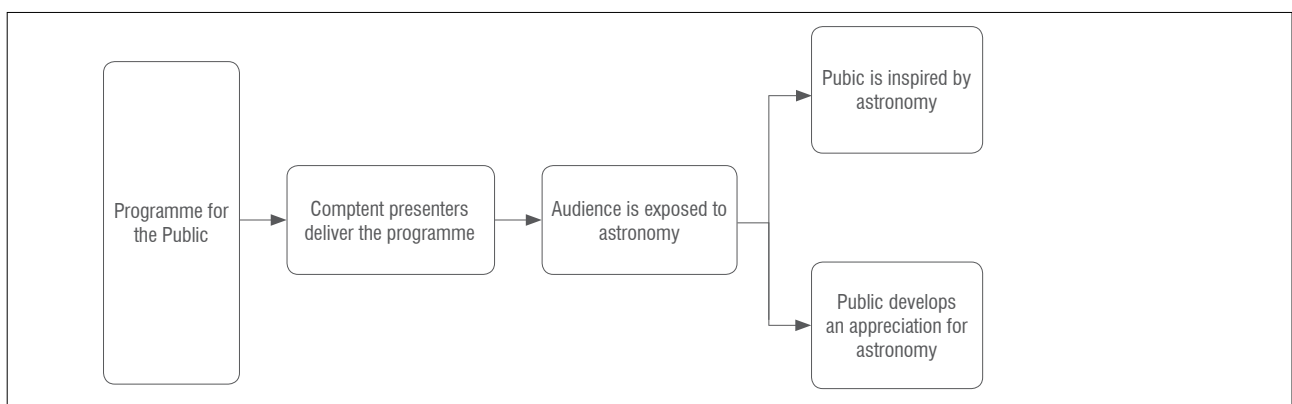 Programme for
the Public
Comptent presenters
deliver the programme
Audience is exposed to
astronomy
Pubic is inspired by
astronomy
Public develops
an appreciation for
astronomy